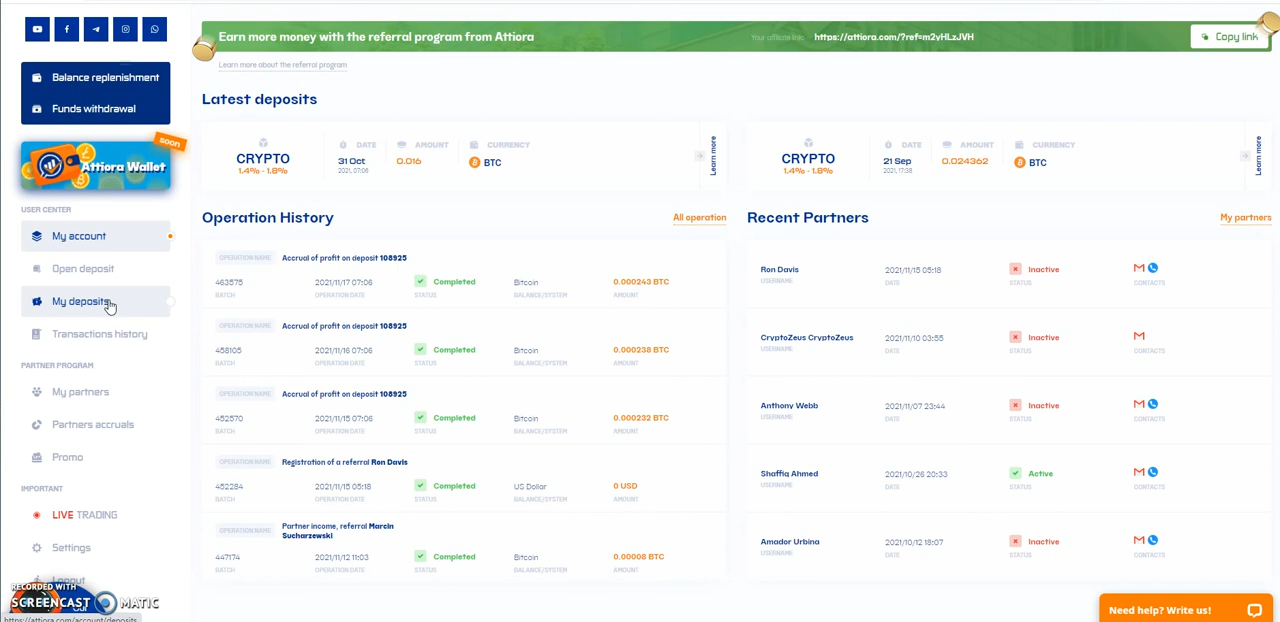 Earn more money with the referral program from Attiora
Your affiliate link: https://attiora.com/?ref=m2vHLzJVH
Copy link
Learn more about the referral program
Balance replenishment
Funds withdrawal
soon
Attiora Wallet
USER CENTER
My account
Open deposit
My deposits
Transactions history
PARTNER PROGRAM
My partners
Partners accruals
Promo
IMPORTANT
LIVE TRADING
Settings
Logout
RECORDED WITH
SCREENCAST MATIC
https://attiora.com/account/deposits
Latest deposits
CRYPTO
1.4% - 1.8%
DATE
31 Oct
2021, 07:06
AMOUNT
0.016
CURRENCY
BTC
Learn more
CRYPTO
1.4% - 1.8%
DATE
21 Sep
2021, 17:38
AMOUNT
0.024362
CURRENCY
BTC
Learn more
Operation History
All operation
OPERATION NAME Accrual of profit on deposit 108925
463575 2021/11/17 07:06 Completed Bitcoin 0.000243 BTC
BATCH OPERATION DATE STATUS BALANCE/SYSTEM AMOUNT
OPERATION NAME Accrual of profit on deposit 108925
458105 2021/11/16 07:06 Completed Bitcoin 0.000238 BTC
BATCH OPERATION DATE STATUS BALANCE/SYSTEM AMOUNT
OPERATION NAME Accrual of profit on deposit 108925
452570 2021/11/15 07:06 Completed Bitcoin 0.000232 BTC
BATCH OPERATION DATE STATUS BALANCE/SYSTEM AMOUNT
OPERATION NAME Registration of a referral Ron Davis
452284 2021/11/15 05:18 Completed US Dollar 0 USD
BATCH OPERATION DATE STATUS BALANCE/SYSTEM AMOUNT
OPERATION NAME Partner income, referral Marcin
Sucharzewski
447174 2021/11/12 11:03 Completed Bitcoin 0.00008 BTC
BATCH OPERATION DATE STATUS BALANCE/SYSTEM AMOUNT
Recent Partners
My partners
Ron Davis 2021/11/15 05:18 Inactive
USERNAME DATE STATUS CONTACTS
CryptoZeus CryptoZeus 2021/11/10 03:55 Inactive
USERNAME DATE STATUS CONTACTS
Anthony Webb 2021/11/07 23:44 Inactive
USERNAME DATE STATUS CONTACTS
Shaffiq Ahmed 2021/10/26 20:33 Active
USERNAME DATE STATUS CONTACTS
Amador Urbina 2021/10/12 18:07 Inactive
USERNAME DATE STATUS CONTACTS
Need help? Write us!